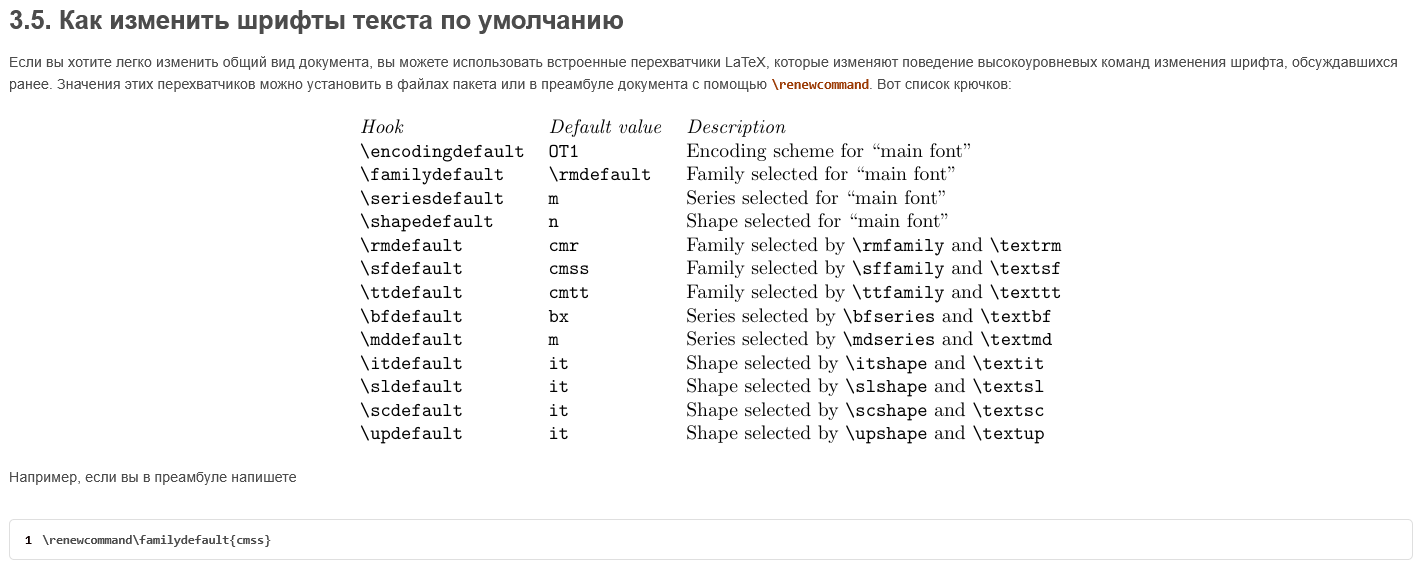 3.5. Как изменить шрифты текста по умолчанию
Если вы хотите легко изменить общий вид документа, вы можете использовать встроенные перехватчики LaTeX, которые изменяют поведение высокоуровневых команд изменения шрифта, обсуждавшихся
ранее. Значения этих перехватчиков можно установить в файлах пакета или в преамбуле документа с помощью \renewcommand. Вот список крючков:
Hook Default value Description
\encodingdefault OT1 Encoding scheme for “main font”
\familydefault \rmdefault Family selected for “main font”
\seriesdefault m Series selected for “main font”
\shapedefault n Shape selected for “main font”
\rmdefault cmr Family selected by \rmfamily and \textrm
\sfdefault cmss Family selected by \sffamily and \textsf
\ttdefault cmtt Family selected by \ttfamily and \texttt
\bfdefault bx Series selected by \bfseries and \textbf
\mddefault m Series selected by \mdseries and \textmd
\itdefault it Shape selected by \itshape and \textit
\sldefault it Shape selected by \slshape and \textsl
\scdefault it Shape selected by \scshape and \textsc
\updefault it Shape selected by \upshape and \textup
Например, если вы в преамбуле напишете
1 \renewcommand\familydefault{cmss}